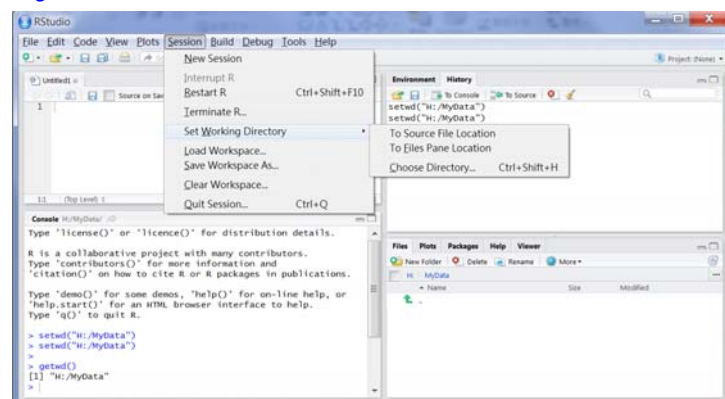 RStudio
File Edit Code View Plots Session Build Debug Tools Help
Project: (None)
New Session
Interrupt R
Restart R Ctrl+Shift+F10
Terminate R...
Set Working Directory
Load Workspace...
Save Workspace As...
Clear Workspace...
Quit Session... Ctrl+Q
To Source File Location
To Files Pane Location
Choose Directory... Ctrl+Shift+H
Untitled1
Source on Sav
1
1:1 (Top Level)
Environment History
To Console To Source
setwd("H:/MyData")
setwd("H:/MyData")
Console H:/MyData/
Type 'license()' or 'licence()' for distribution details.
R is a collaborative project with many contributors.
Type 'contributors()' for more information and
'citation()' on how to cite R or R packages in publications.
Type 'demo()' for some demos, 'help()' for on-line help, or
'help.start()' for an HTML browser interface to help.
Type 'q()' to quit R.
> setwd("H:/MyData")
> setwd("H:/MyData")
>
> getwd()
[1] "H:/MyData"
>
Files Plots Packages Help Viewer
New Folder Delete Rename More
H: MyData
Name Size Modified
..